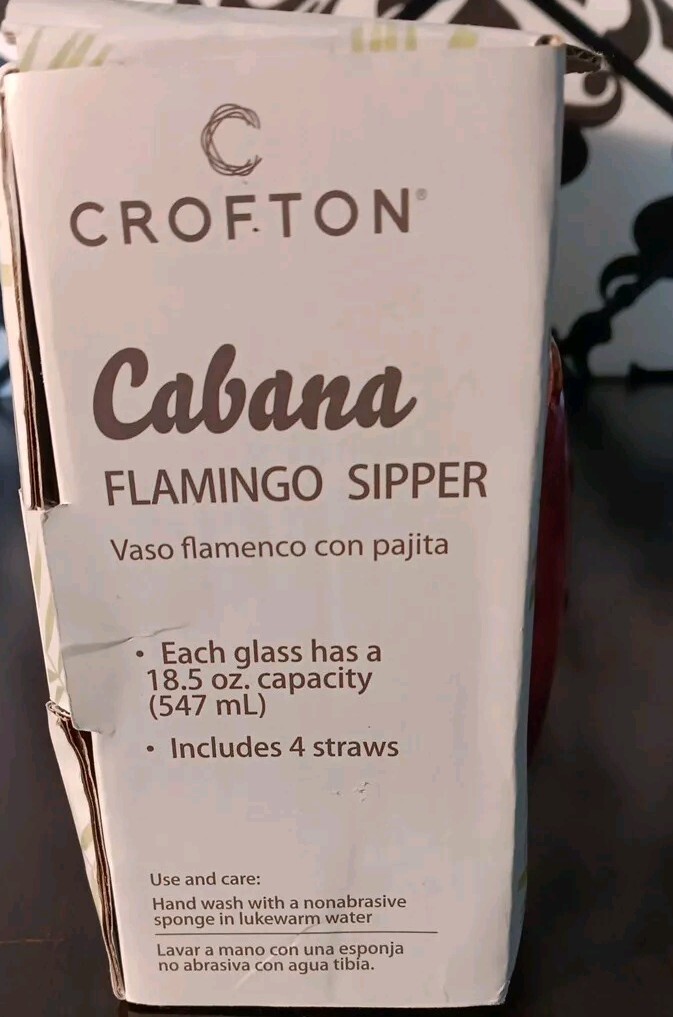 C
CROFTON®
Cabana
FLAMINGO SIPPER
Vaso flamenco con pajita
• Each glass has a
18.5 oz. capacity
(547 mL)
• Includes 4 straws
Use and care:
Hand wash with a nonabrasive
sponge in lukewarm water
Lavar a mano con una esponja
no abrasiva con agua tibia.